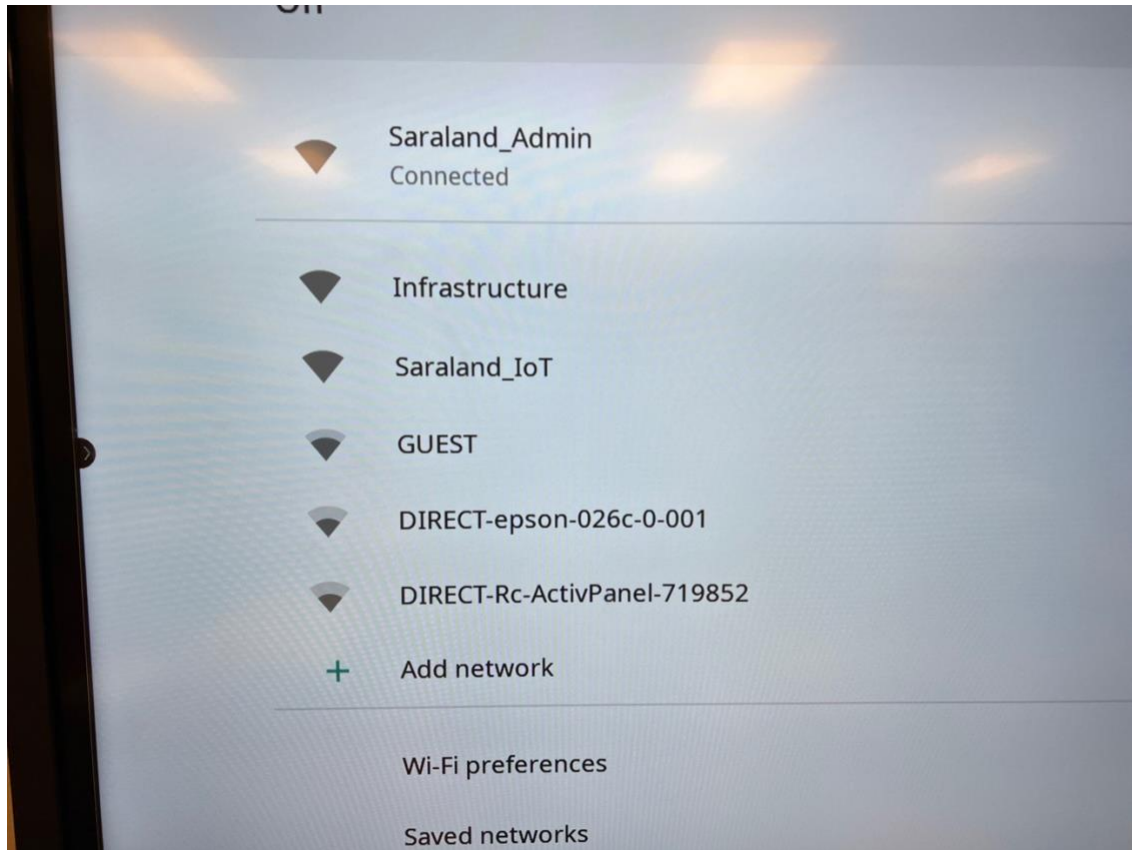 Saraland_Admin
Connected
Infrastructure
Saraland_IoT
GUEST
DIRECT-epson-026c-0-001
DIRECT-Rc-ActivPanel-719852
Add network
Wi-Fi preferences
Saved networks